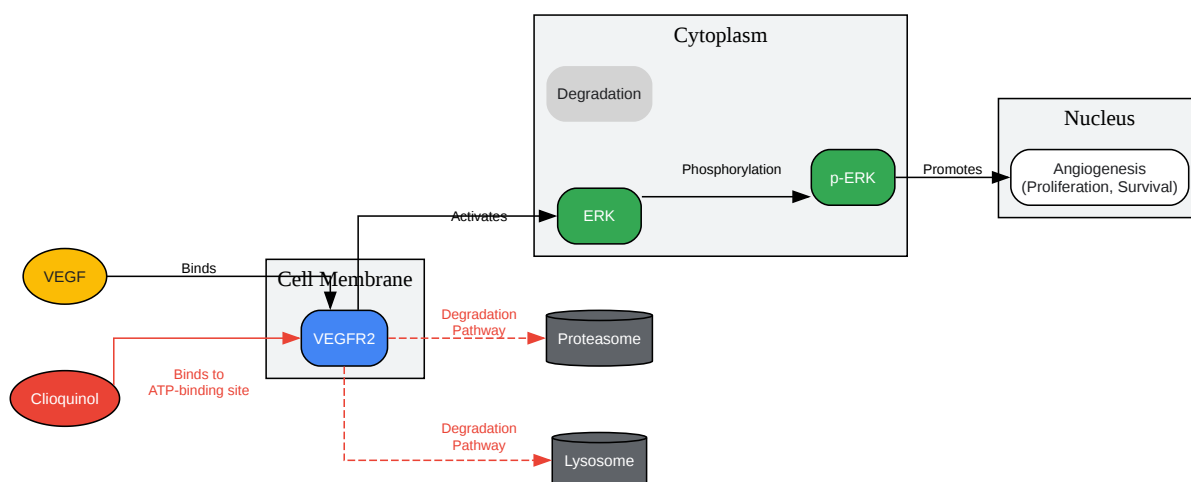 Cytoplasm
Degradation
Nucleus
Phosphorylation
p-ERK
Promotes
Angiogenesis
(Proliferation, Survival)
Activates
ERK
VEGF
Binds
Cell Membrane
VEGFR2
Degradation
Pathway
Proteasome
Clioquinol
Binds to
ATP-binding site
Degradation
Pathway
Lysosome